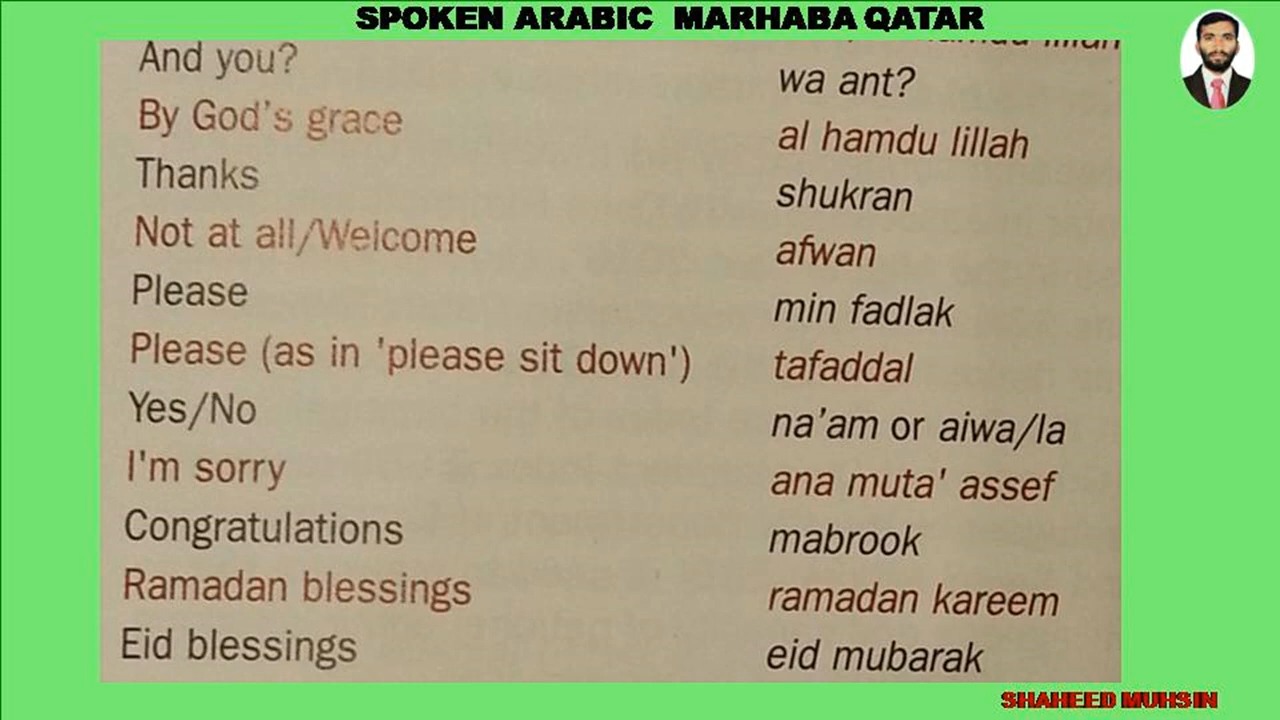 SPOKEN ARABIC MARHABA QATAR
And you? wa ant?
By God's grace al hamdu lillah
Thanks shukran
Not at all/Welcome afwan
Please min fadlak
Please (as in 'please sit down') tafaddal
Yes/No na'am or aiwa/la
I'm sorry ana muta' assef
Congratulations mabrook
Ramadan blessings ramadan kareem
Eid blessings eid mubarak
SHAHEED MUHSIN